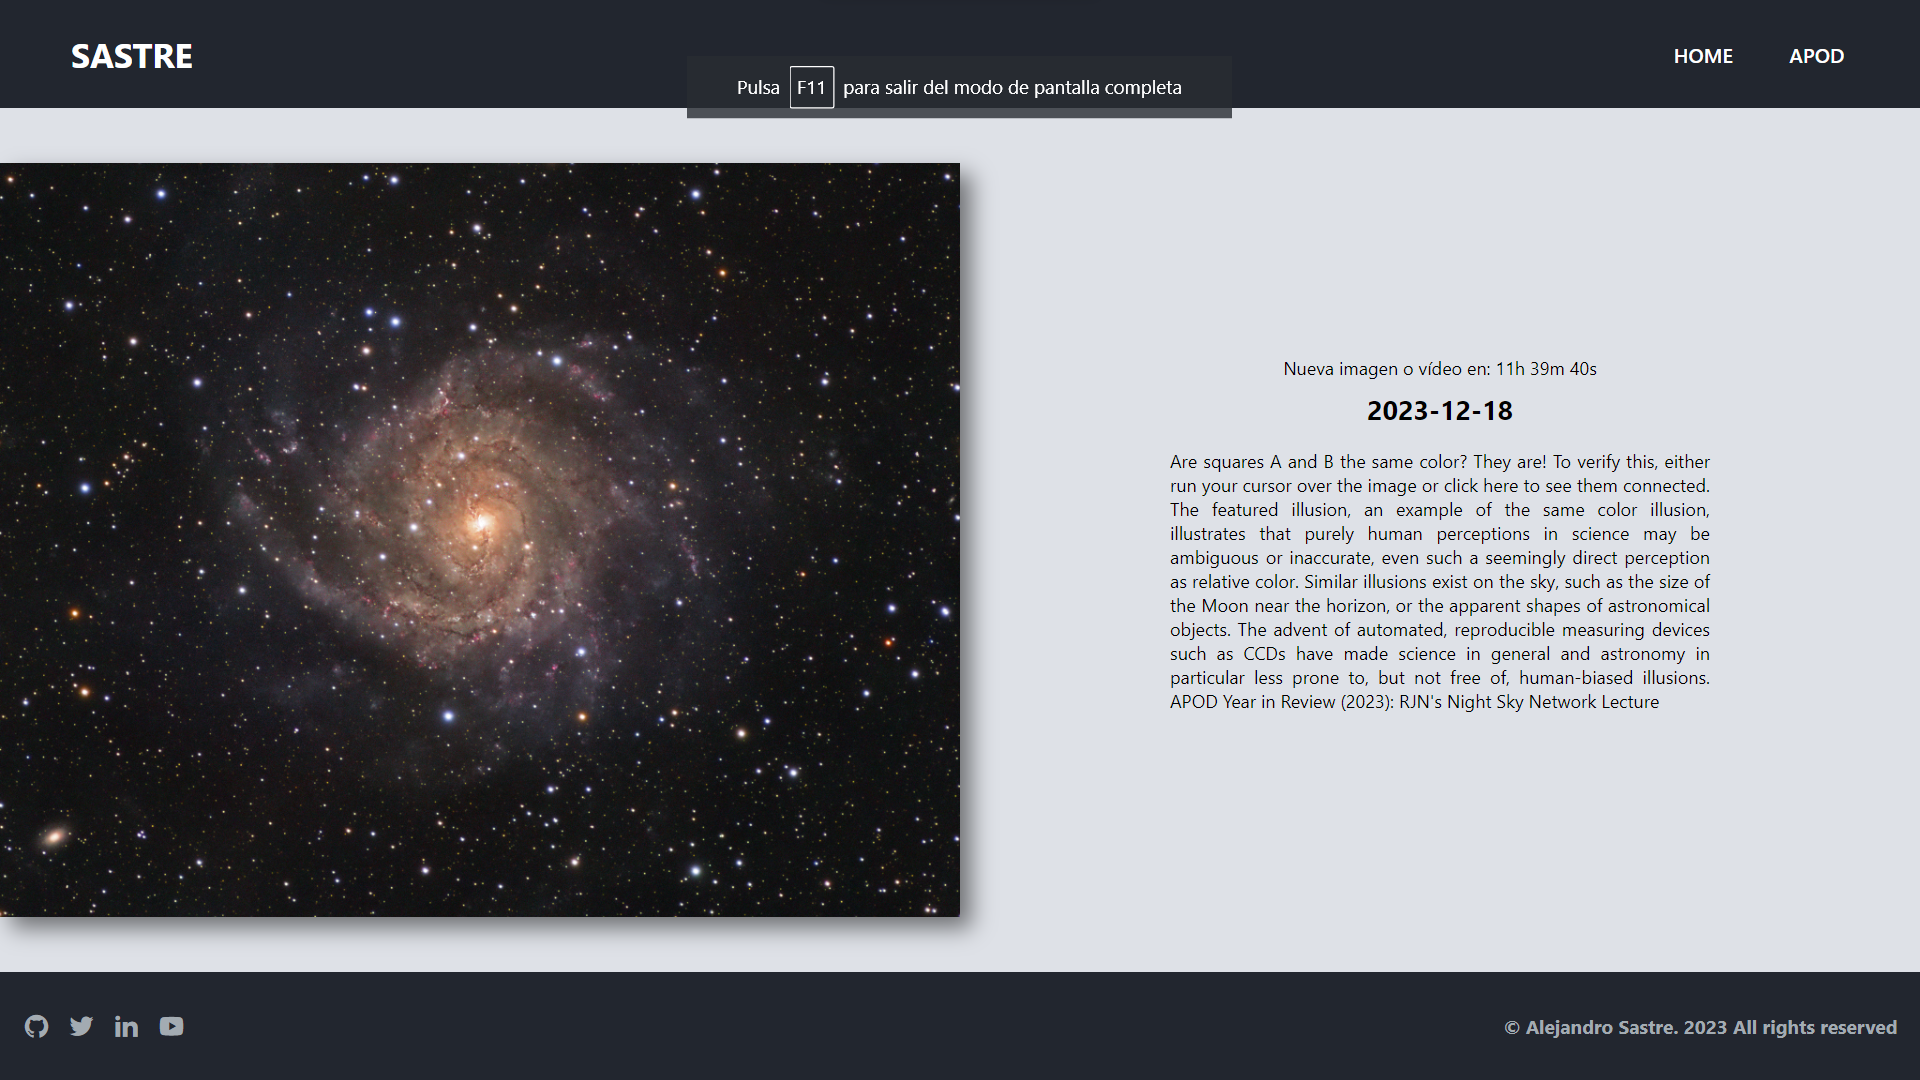 SASTRE
HOME APOD
Pulsa F11 para salir del modo de pantalla completa
Nueva imagen o vídeo en: 11h 39m 40s
2023-12-18
Are squares A and B the same color? They are! To verify this, either
run your cursor over the image or click here to see them connected.
The featured illusion, an example of the same color illusion,
illustrates that purely human perceptions in science may be
ambiguous or inaccurate, even such a seemingly direct perception
as relative color. Similar illusions exist on the sky, such as the size of
the Moon near the horizon, or the apparent shapes of astronomical
objects. The advent of automated, reproducible measuring devices
such as CCDs have made science in general and astronomy in
particular less prone to, but not free of, human-biased illusions.
APOD Year in Review (2023): RJN's Night Sky Network Lecture
© Alejandro Sastre. 2023 All rights reserved